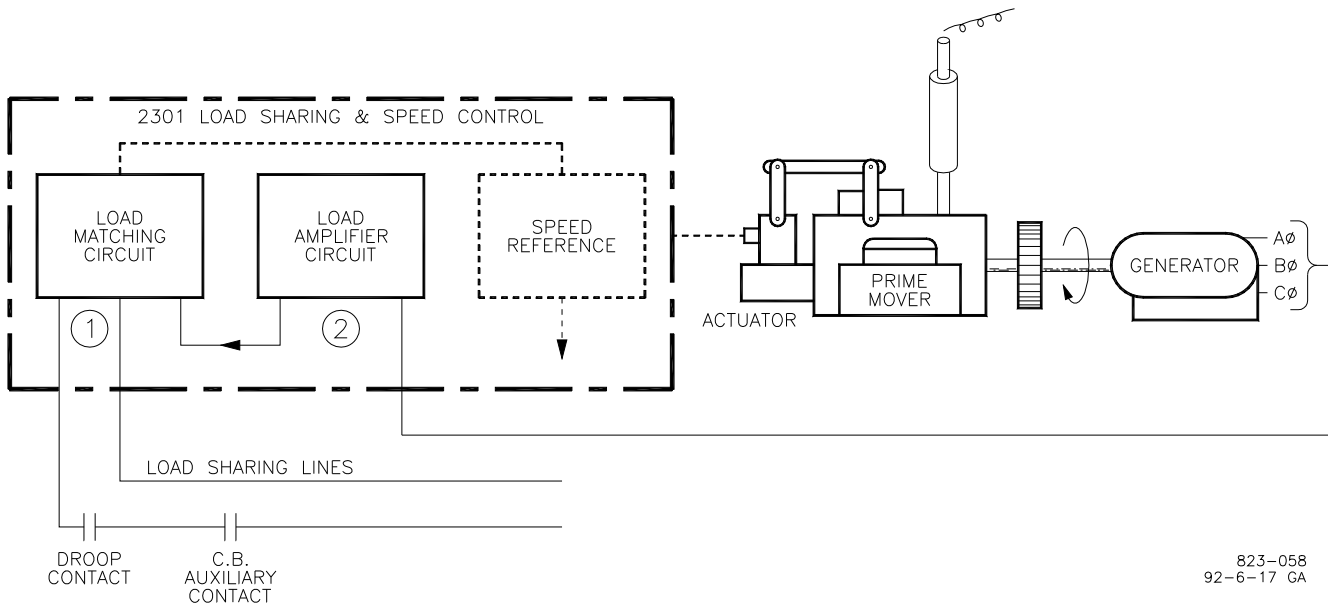 2301 LOAD SHARING & SPEED CONTROL
LOAD
MATCHING
CIRCUIT
LOAD
AMPLIFIER
CIRCUIT
SPEED
REFERENCE
1
2
PRIME
MOVER
ACTUATOR
GENERATOR
AØ
BØ
CØ
LOAD SHARING LINES
DROOP
CONTACT
C.B.
AUXILIARY
CONTACT
823-058
92-6-17 GA